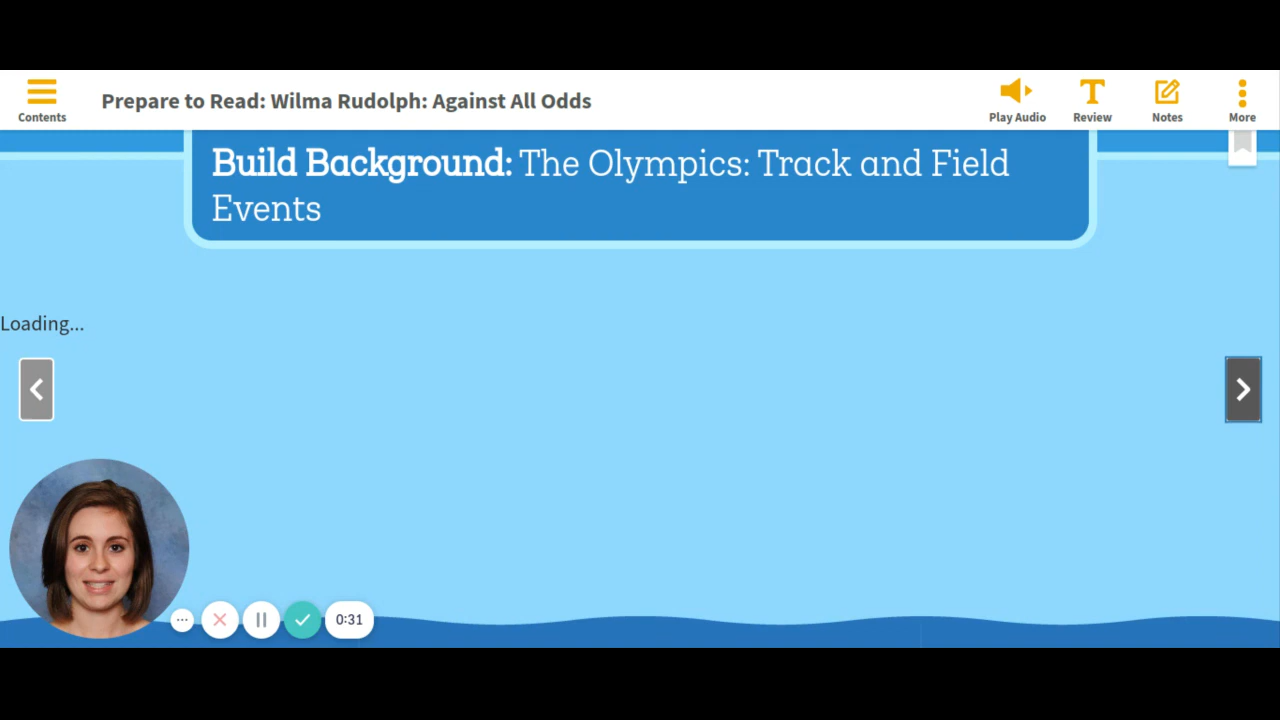 Contents
Prepare to Read: Wilma Rudolph: Against All Odds
Play Audio
Review
Notes
More
Build Background: The Olympics: Track and Field
Events
Loading...
0:31